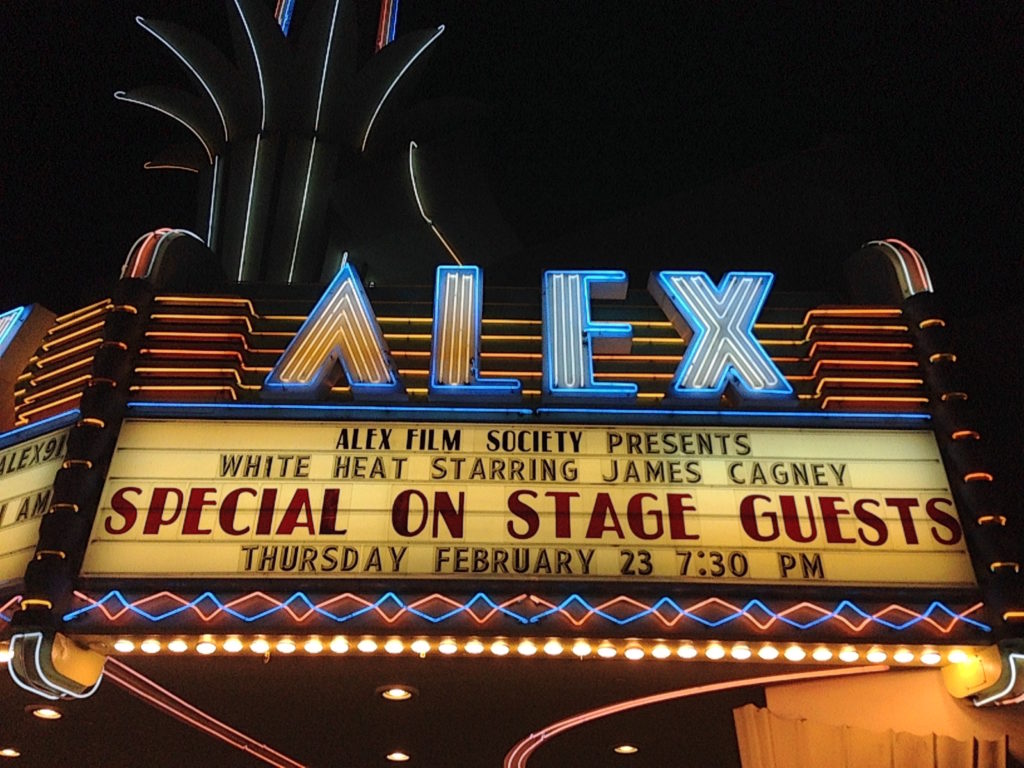 ALEX
ALEX FILM SOCIETY PRESENTS
WHITE HEAT STARRING JAMES CAGNEY
SPECIAL ON STAGE GUESTS
THURSDAY FEBRUARY 23 7:30 PM
I AM